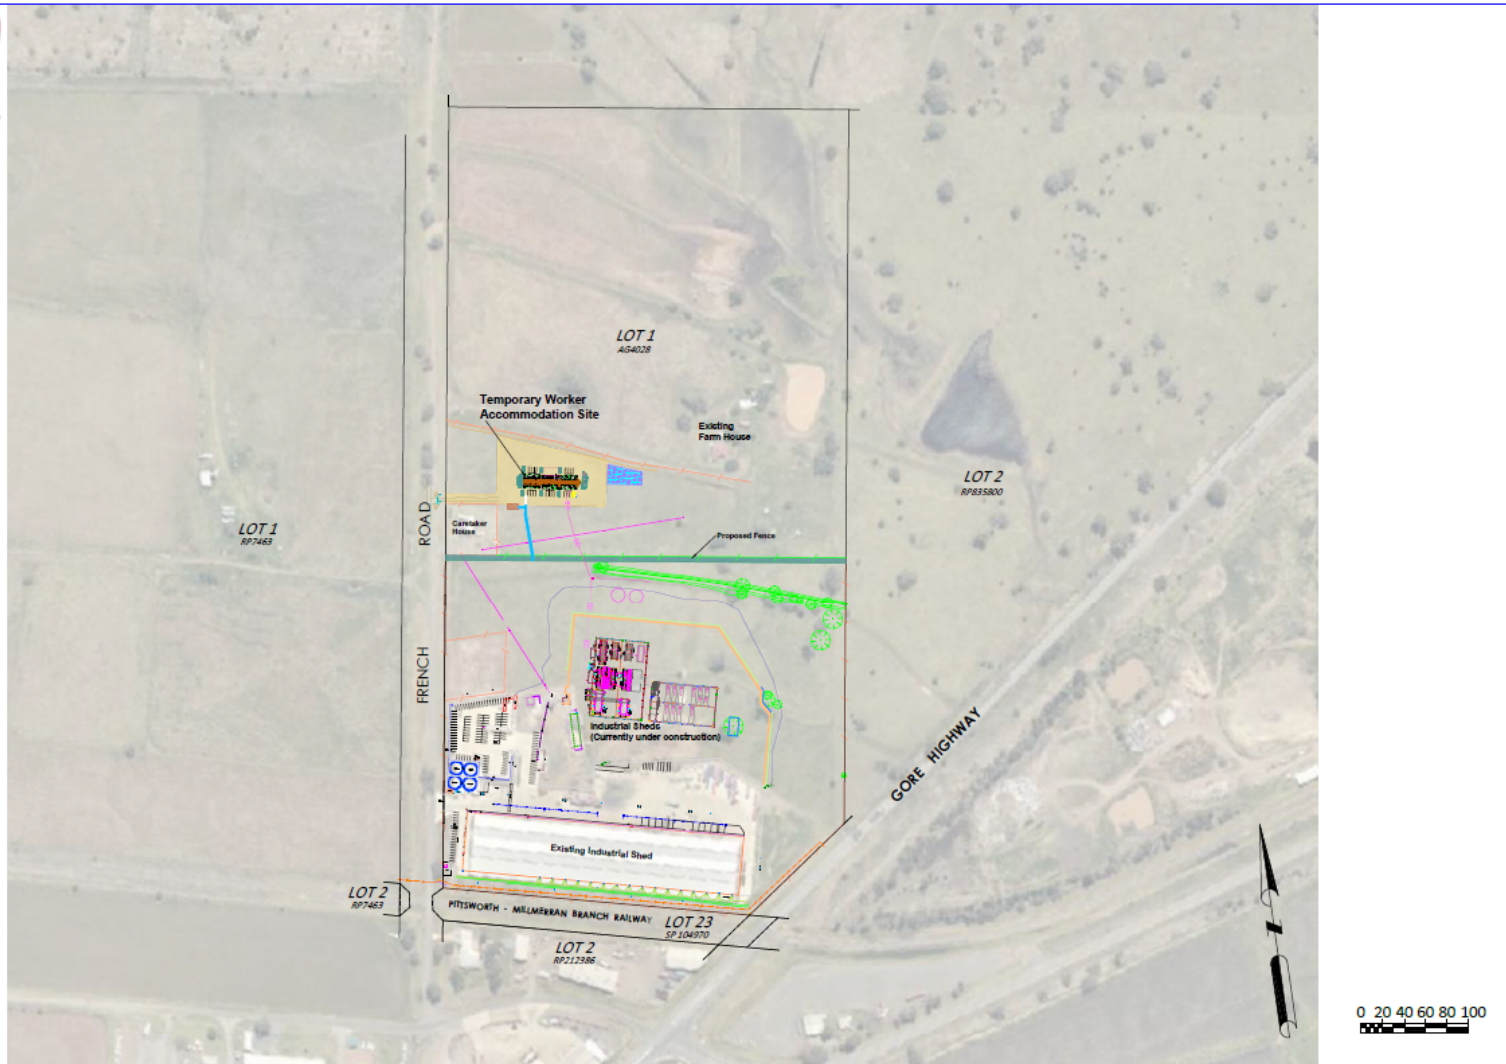 LOT 1
AG4028
Temporary Worker
Accommodation Site
Existing
Farm House
LOT 2
RP835800
ROAD
Caretaker
House
LOT 1
RP7463
Proposed Fence
FRENCH
Industrial Sheds
(Currently under construction)
GORE HIGHWAY
Existing Industrial Shed
LOT 2
RP7463
PITTSWORTH - MILLMERRAN BRANCH RAILWAY
LOT 23
SP 104970
LOT 2
RP212386
0 20 40 60 80 100